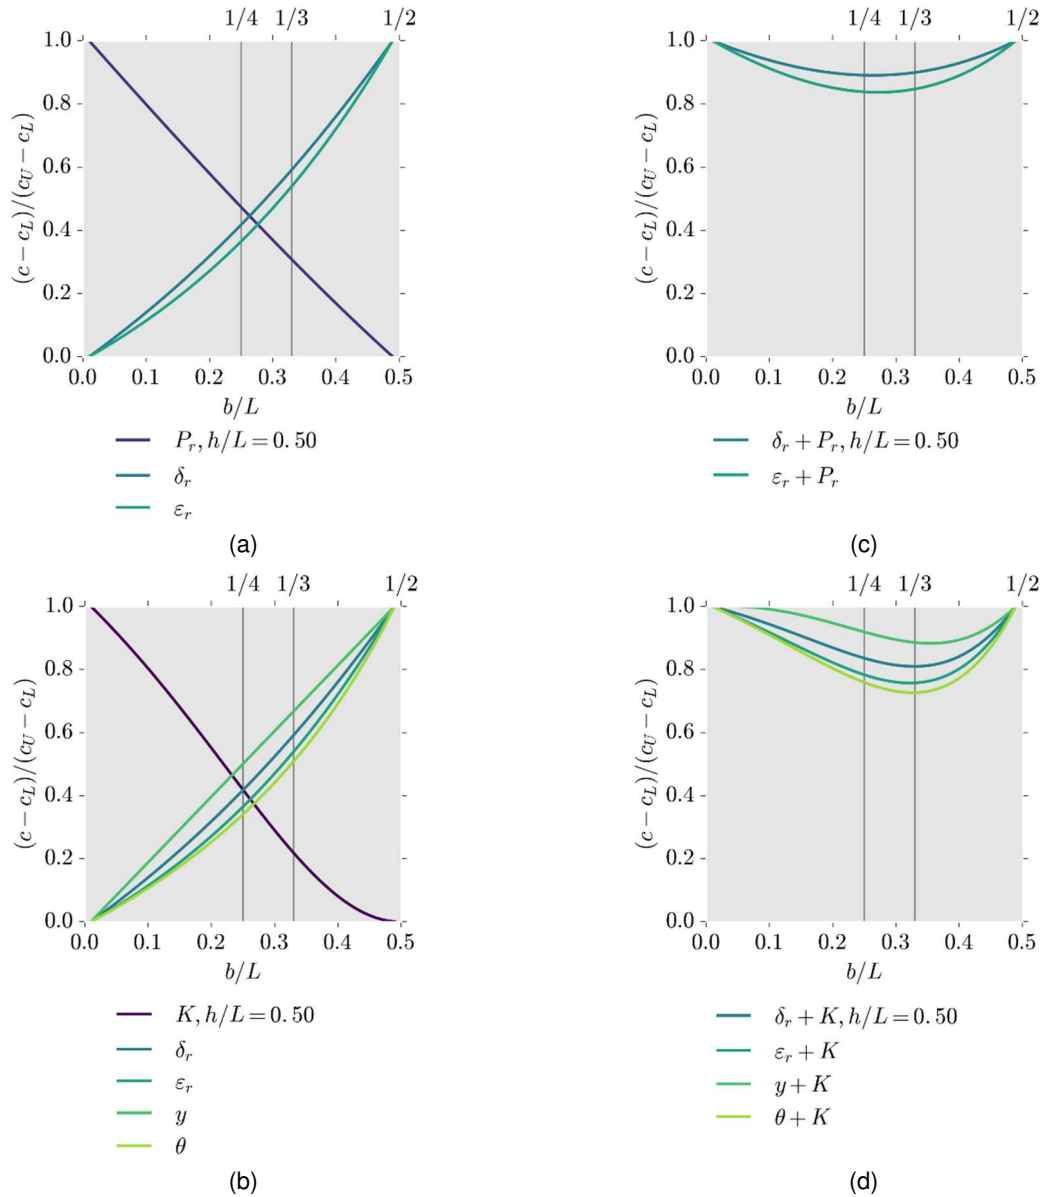 1/4 1/3 1/2
1.0
0.8
0.6
0.4
0.2
0.0
(c − c_L)/(c_U − c_L)
0.0 0.1 0.2 0.3 0.4 0.5
b/L
P_r, h/L = 0.50
δ_r
ε_r
(a)
1/4 1/3 1/2
1.0
0.8
0.6
0.4
0.2
0.0
(c − c_L)/(c_U − c_L)
0.0 0.1 0.2 0.3 0.4 0.5
b/L
δ_r + P_r, h/L = 0.50
ε_r + P_r
(c)
1/4 1/3 1/2
1.0
0.8
0.6
0.4
0.2
0.0
(c − c_L)/(c_U − c_L)
0.0 0.1 0.2 0.3 0.4 0.5
b/L
K, h/L = 0.50
δ_r
ε_r
y
θ
(b)
1/4 1/3 1/2
1.0
0.8
0.6
0.4
0.2
0.0
(c − c_L)/(c_U − c_L)
0.0 0.1 0.2 0.3 0.4 0.5
b/L
δ_r + K, h/L = 0.50
ε_r + K
y + K
θ + K
(d)